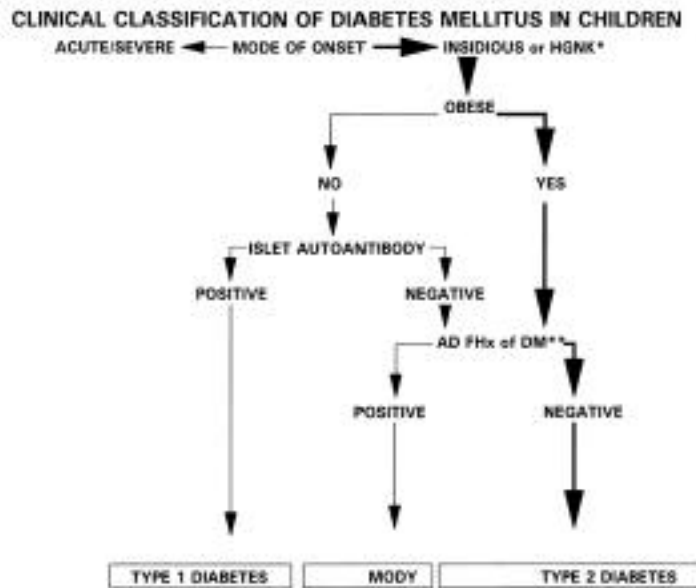 CLINICAL CLASSIFICATION OF DIABETES MELLITUS IN CHILDREN
ACUTE/SEVERE MODE OF ONSET INSIDIOUS or HGNK*
OBESE
NO YES
ISLET AUTOANTIBODY
POSITIVE NEGATIVE
AD FHx of DM**
POSITIVE NEGATIVE
TYPE 1 DIABETES MODY TYPE 2 DIABETES